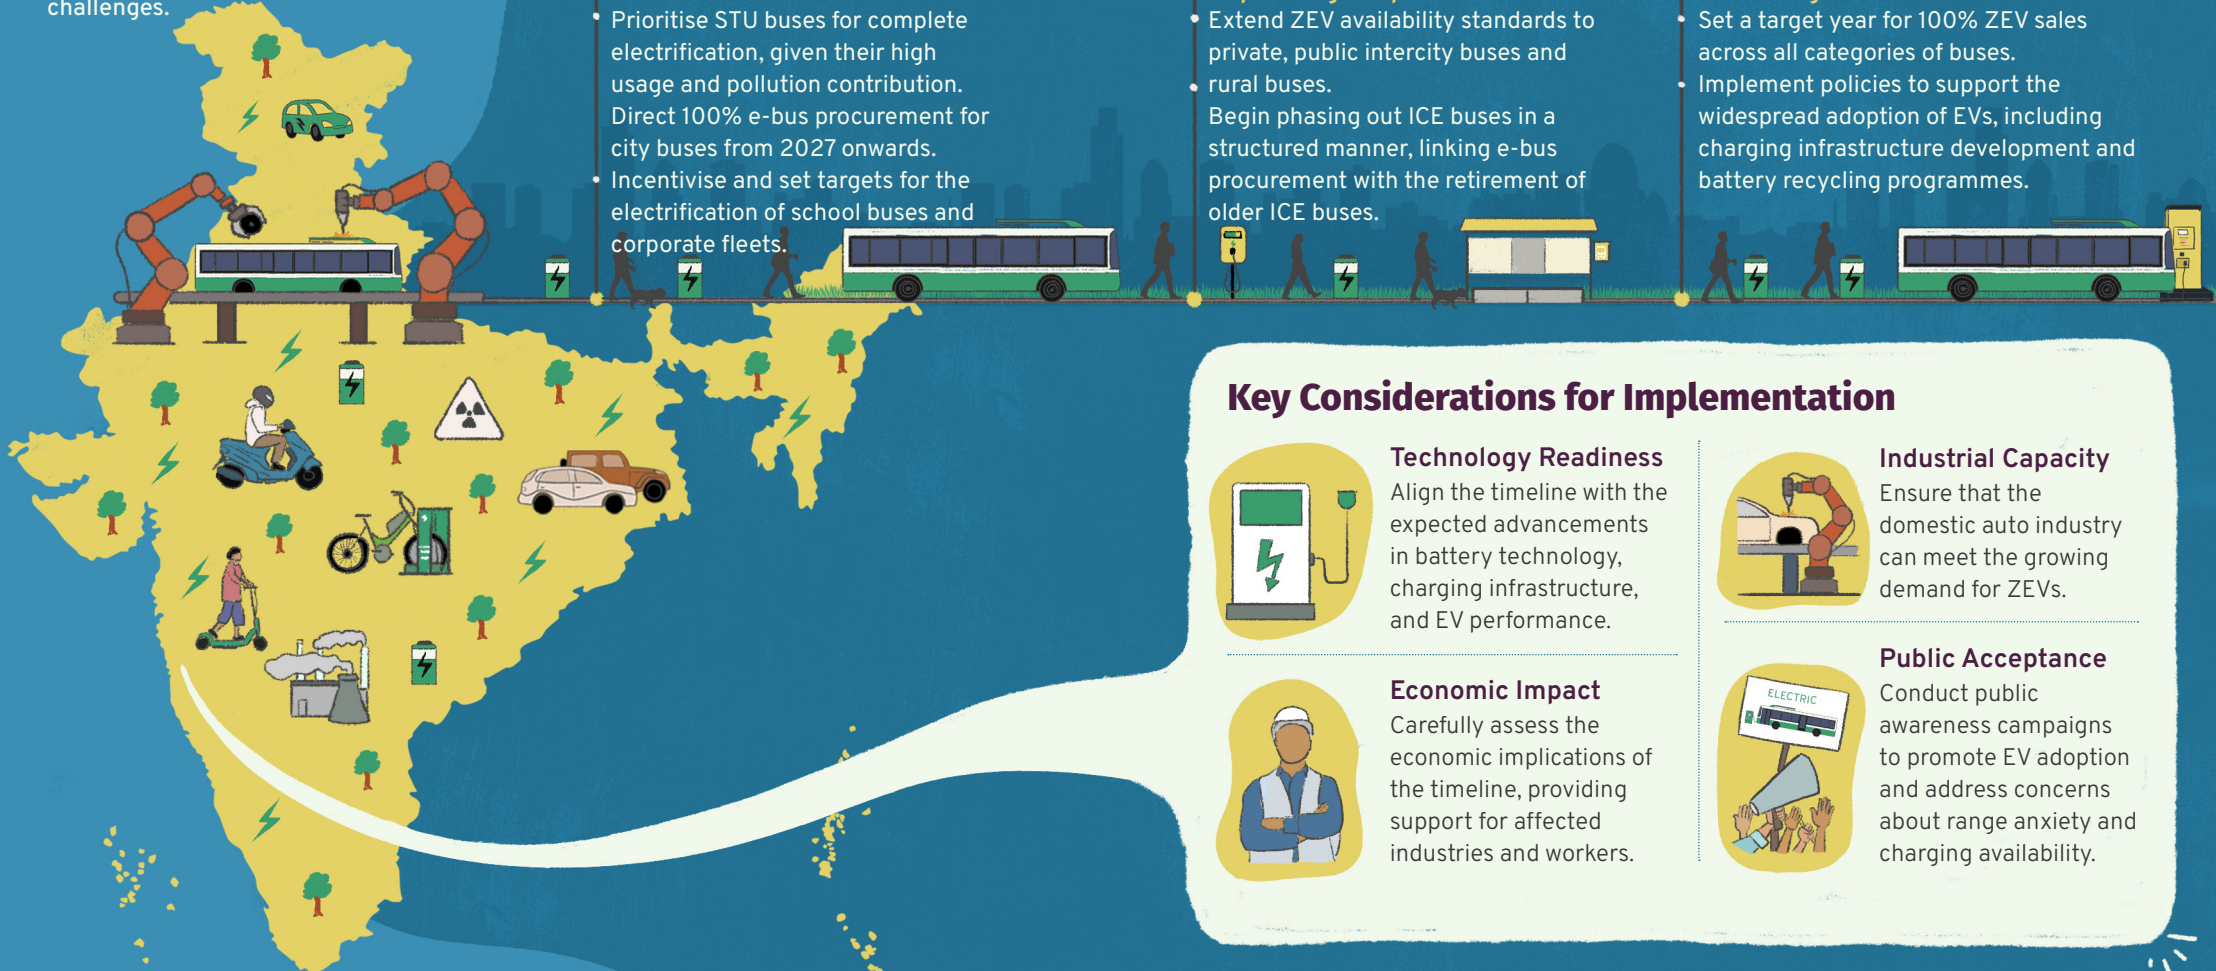 challenges.
Prioritise STU buses for complete
electrification, given their high
usage and pollution contribution.
Direct 100% e-bus procurement for
city buses from 2027 onwards.
Incentivise and set targets for the
electrification of school buses and
corporate fleets.
Extend ZEV availability standards to
private, public intercity buses and
rural buses.
Begin phasing out ICE buses in a
structured manner, linking e-bus
procurement with the retirement of
older ICE buses.
Set a target year for 100% ZEV sales
across all categories of buses.
Implement policies to support the
widespread adoption of EVs, including
charging infrastructure development and
battery recycling programmes.
Key Considerations for Implementation
Technology Readiness
Align the timeline with the
expected advancements
in battery technology,
charging infrastructure,
and EV performance.
Economic Impact
Carefully assess the
economic implications of
the timeline, providing
support for affected
industries and workers.
Industrial Capacity
Ensure that the
domestic auto industry
can meet the growing
demand for ZEVs.
Public Acceptance
ELECTRIC
Conduct public
awareness campaigns
to promote EV adoption
and address concerns
about range anxiety and
charging availability.